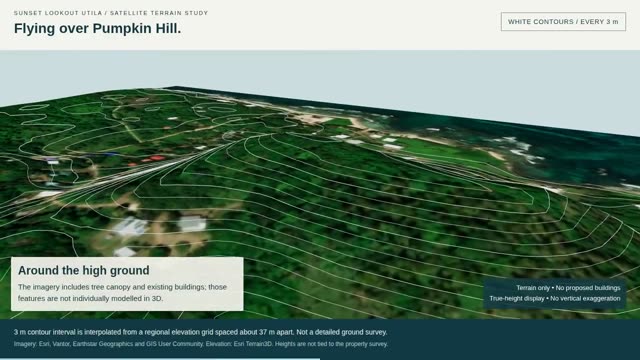 SUNSET LOOKOUT UTILA / SATELLITE TERRAIN STUDY
Flying over Pumpkin Hill.
WHITE CONTOURS / EVERY 3 m
Around the high ground
The imagery includes tree canopy and existing buildings; those
features are not individually modelled in 3D.
Terrain only • No proposed buildings
True-height display • No vertical exaggeration
3 m contour interval is interpolated from a regional elevation grid spaced about 37 m apart. Not a detailed ground survey.
Imagery: Esri, Vantor, Earthstar Geographics and GIS User Community. Elevation: Esri Terrain3D. Heights are not tied to the property survey.